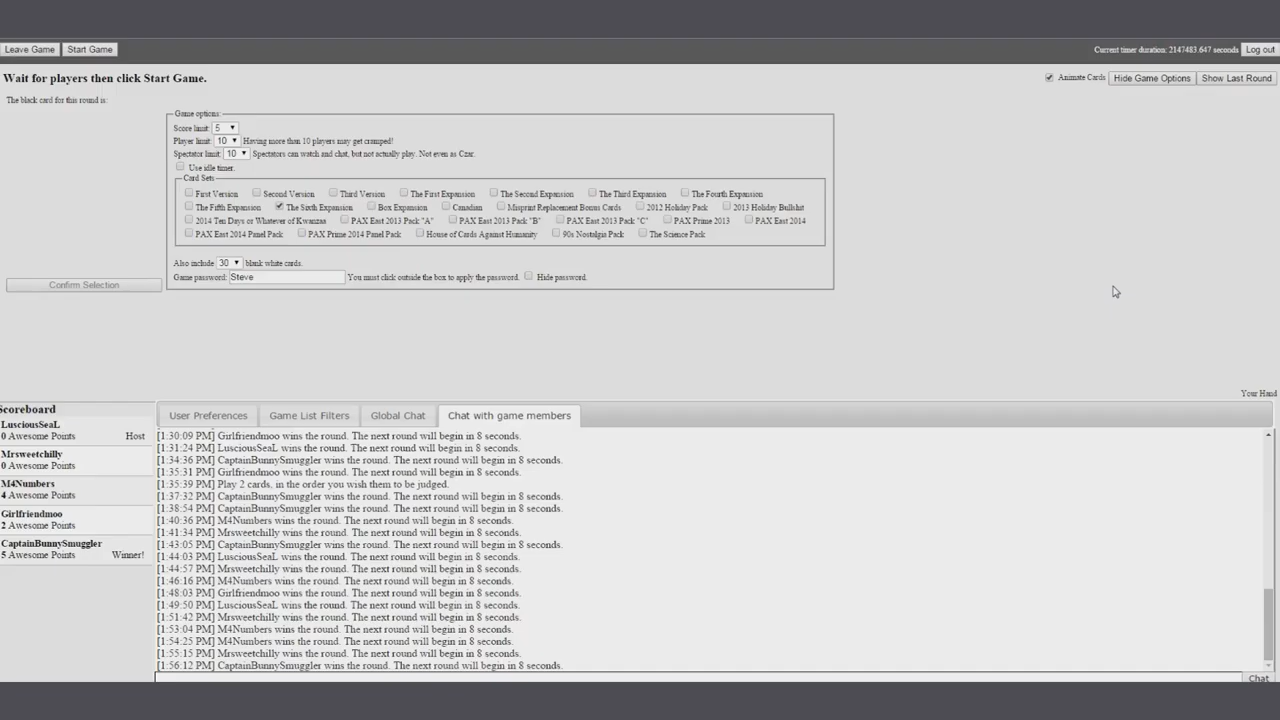 Leave Game Start Game Current timer duration: 2147483.647 seconds Log out
Wait for players then click Start Game. Animate Cards Hide Game Options Show Last Round
The black card for this round is:
Game options:
Score limit: 5
Player limit: 10 Having more than 10 players may get cramped!
Spectator limit: 10 Spectators can watch and chat, but not actually play. Not even as Czar.
Use idle timer.
Card Sets
First Version Second Version Third Version The First Expansion The Second Expansion The Third Expansion The Fourth Expansion
The Fifth Expansion The Sixth Expansion Box Expansion Canadian Misprint Replacement Bonus Cards 2012 Holiday Pack 2013 Holiday Bullshit
2014 Ten Days or Whatever of Kwanzaa PAX East 2013 Pack "A" PAX East 2013 Pack "B" PAX East 2013 Pack "C" PAX Prime 2013 PAX East 2014
PAX East 2014 Panel Pack PAX Prime 2014 Panel Pack House of Cards Against Humanity 90s Nostalgia Pack The Science Pack
Also include 30 blank white cards.
Game password: Steve You must click outside the box to apply the password. Hide password.
Confirm Selection
Your Hand
Scoreboard
LusciousSeaL
0 Awesome Points Host
Mrsweetchilly
0 Awesome Points
M4Numbers
4 Awesome Points
Girlfriendmoo
2 Awesome Points
CaptainBunnySmuggler
5 Awesome Points Winner!
User Preferences Game List Filters Global Chat Chat with game members
[1:30:09 PM] Girlfriendmoo wins the round. The next round will begin in 8 seconds.
[1:31:24 PM] LusciousSeaL wins the round. The next round will begin in 8 seconds.
[1:34:36 PM] CaptainBunnySmuggler wins the round. The next round will begin in 8 seconds.
[1:35:31 PM] Girlfriendmoo wins the round. The next round will begin in 8 seconds.
[1:35:39 PM] Play 2 cards, in the order you wish them to be judged.
[1:37:32 PM] CaptainBunnySmuggler wins the round. The next round will begin in 8 seconds.
[1:38:54 PM] CaptainBunnySmuggler wins the round. The next round will begin in 8 seconds.
[1:40:36 PM] M4Numbers wins the round. The next round will begin in 8 seconds.
[1:41:34 PM] Mrsweetchilly wins the round. The next round will begin in 8 seconds.
[1:43:05 PM] CaptainBunnySmuggler wins the round. The next round will begin in 8 seconds.
[1:44:03 PM] LusciousSeaL wins the round. The next round will begin in 8 seconds.
[1:44:57 PM] Mrsweetchilly wins the round. The next round will begin in 8 seconds.
[1:46:16 PM] M4Numbers wins the round. The next round will begin in 8 seconds.
[1:48:03 PM] Girlfriendmoo wins the round. The next round will begin in 8 seconds.
[1:49:50 PM] LusciousSeaL wins the round. The next round will begin in 8 seconds.
[1:51:42 PM] Mrsweetchilly wins the round. The next round will begin in 8 seconds.
[1:53:04 PM] M4Numbers wins the round. The next round will begin in 8 seconds.
[1:54:25 PM] M4Numbers wins the round. The next round will begin in 8 seconds.
[1:55:15 PM] Mrsweetchilly wins the round. The next round will begin in 8 seconds.
[1:56:12 PM] CaptainBunnySmuggler wins the round. The next round will begin in 8 seconds.
Chat